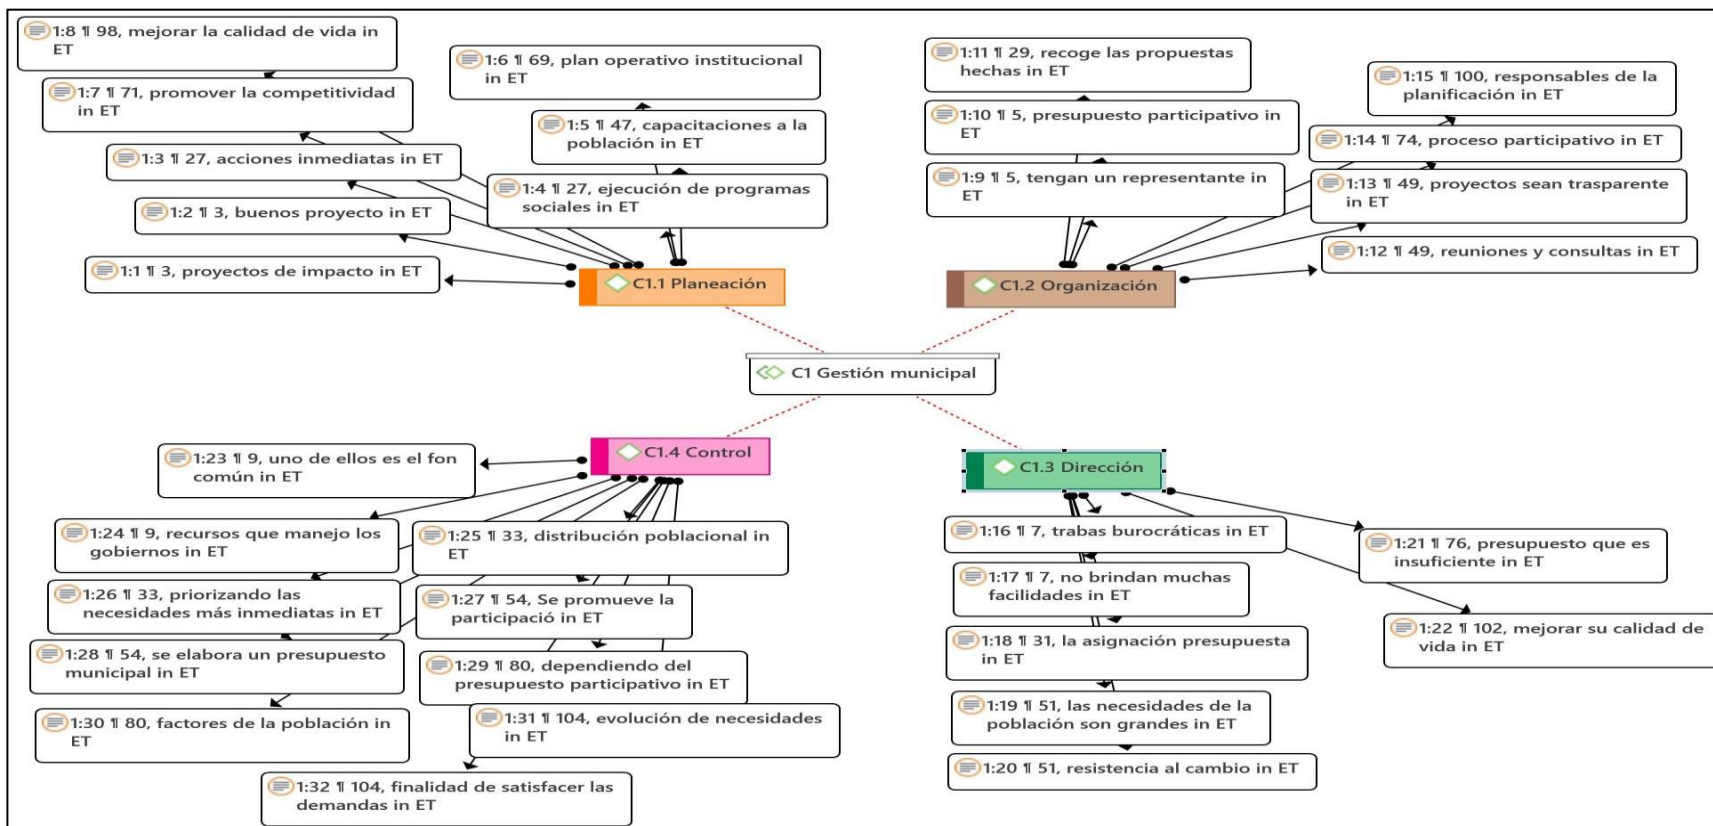 1:8 ¶ 98, mejorar la calidad de vida in
ET
1:7 ¶ 71, promover la competitividad
in ET
1:3 ¶ 27, acciones inmediatas in ET
1:2 ¶ 3, buenos proyecto in ET
1:1 ¶ 3, proyectos de impacto in ET
1:6 ¶ 69, plan operativo institucional
in ET
1:5 ¶ 47, capacitaciones a la
población in ET
1:4 ¶ 27, ejecución de programas
sociales in ET
C1.1 Planeación
1:11 ¶ 29, recoge las propuestas
hechas in ET
1:10 ¶ 5, presupuesto participativo in
ET
1:9 ¶ 5, tengan un representante in
ET
1:15 ¶ 100, responsables de la
planificación in ET
1:14 ¶ 74, proceso participativo in ET
1:13 ¶ 49, proyectos sean trasparente
in ET
1:12 ¶ 49, reuniones y consultas in ET
C1.2 Organización
C1 Gestión municipal
C1.4 Control
1:23 ¶ 9, uno de ellos es el fon
común in ET
1:24 ¶ 9, recursos que manejo los
gobiernos in ET
1:25 ¶ 33, distribución poblacional in
ET
1:26 ¶ 33, priorizando las
necesidades más inmediatas in ET
1:27 ¶ 54, Se promueve la
participació in ET
1:28 ¶ 54, se elabora un presupuesto
municipal in ET
1:29 ¶ 80, dependiendo del
presupuesto participativo in ET
1:30 ¶ 80, factores de la población in
ET
1:31 ¶ 104, evolución de necesidades
in ET
1:32 ¶ 104, finalidad de satisfacer las
demandas in ET
C1.3 Dirección
1:16 ¶ 7, trabas burocráticas in ET
1:17 ¶ 7, no brindan muchas
facilidades in ET
1:18 ¶ 31, la asignación presupuesta
in ET
1:19 ¶ 51, las necesidades de la
población son grandes in ET
1:20 ¶ 51, resistencia al cambio in ET
1:21 ¶ 76, presupuesto que es
insuficiente in ET
1:22 ¶ 102, mejorar su calidad de
vida in ET